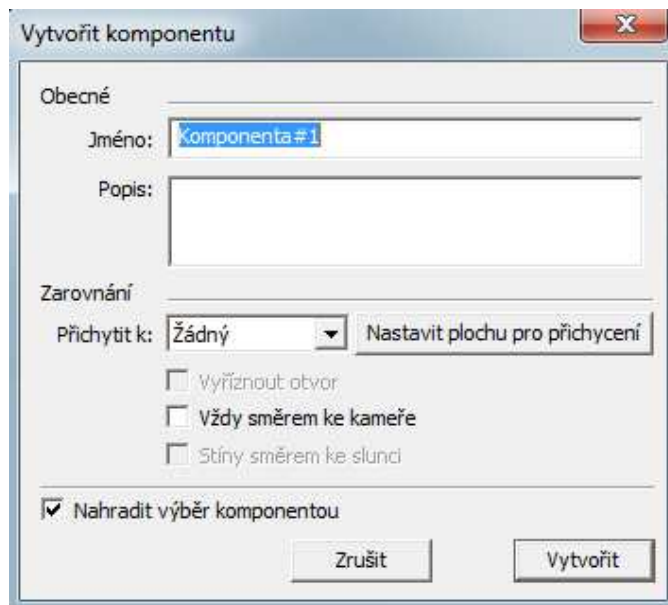 Vytvořit komponentu
Obecné
Jméno: Komponenta#1
Popis:
Zarovnání
Přichytit k: Žádný Nastavit plochu pro přichycení
Vyříznout otvor
Vždy směrem ke kameře
Stíny směrem ke slunci
Nahradit výběr komponentou
Zrušit Vytvořit